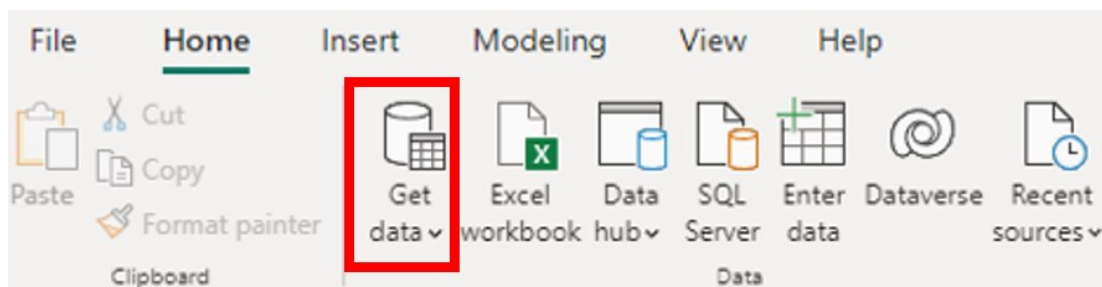 File Home Insert Modeling View Help
Cut
Copy
Format painter
Paste
Clipboard
Get data
Excel workbook
X
Data hub
SQL Server
Enter data
Dataverse
Recent sources
Data